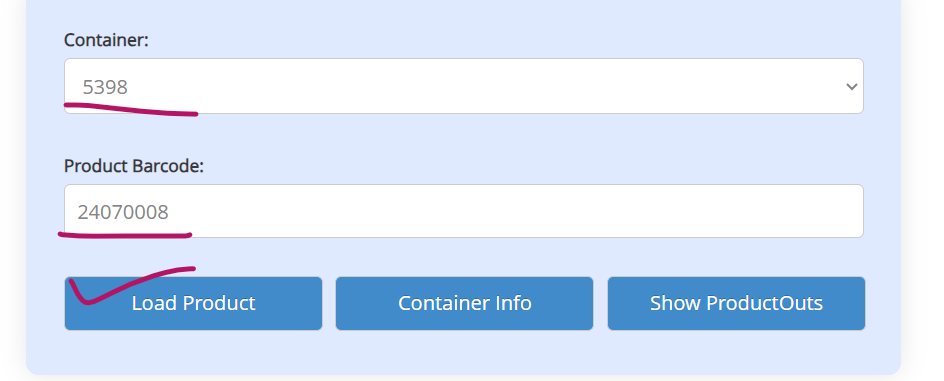 Container:
5398
Product Barcode:
24070008
Load Product Container Info Show ProductOuts